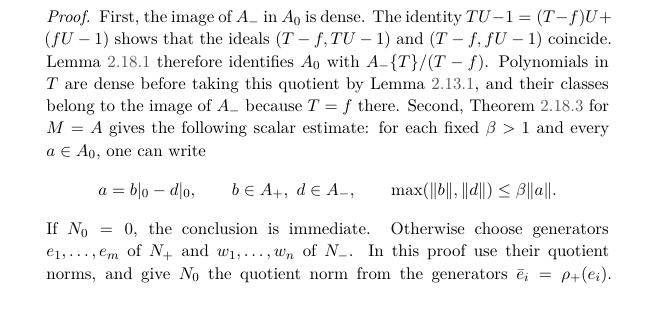 Proof. First, the image of A₋ in A₀ is dense. The identity TU−1 = (T−f)U+
(fU − 1) shows that the ideals (T − f, TU − 1) and (T − f, fU − 1) coincide.
Lemma 2.18.1 therefore identifies A₀ with A₋{T}/(T − f). Polynomials in
T are dense before taking this quotient by Lemma 2.13.1, and their classes
belong to the image of A₋ because T = f there. Second, Theorem 2.18.3 for
M = A gives the following scalar estimate: for each fixed β > 1 and every
a ∈ A₀, one can write
a = b|₀ − d|₀, b ∈ A₊, d ∈ A₋, max(‖b‖, ‖d‖) ≤ β‖a‖.
If N₀ = 0, the conclusion is immediate. Otherwise choose generators
e₁, . . . , eₘ of N₊ and w₁, . . . , wₙ of N₋. In this proof use their quotient
norms, and give N₀ the quotient norm from the generators ēᵢ = ρ₊(eᵢ).